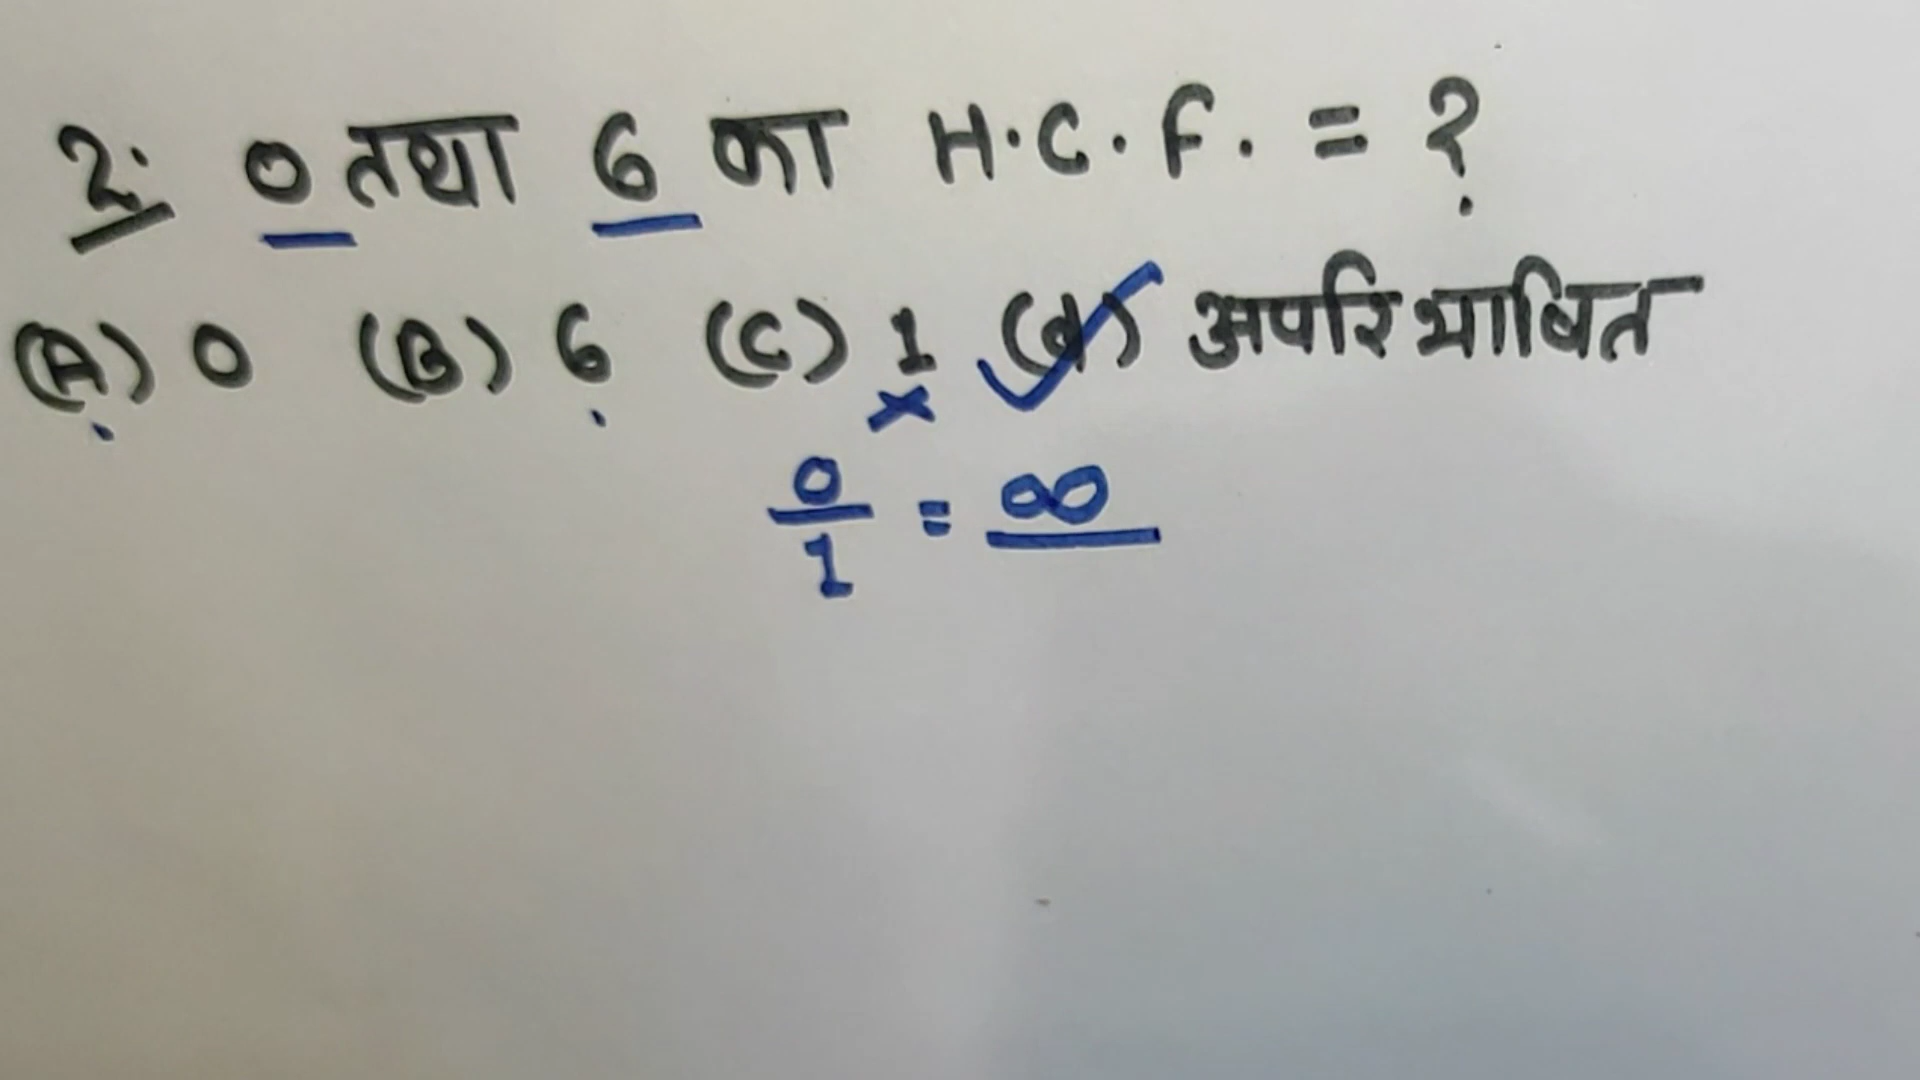 2. 0 तथा 6 का H.C.F. = ?
(A) 0 (B) 6 (C) 1 (d) अपरिभाषित
0/1 = ∞